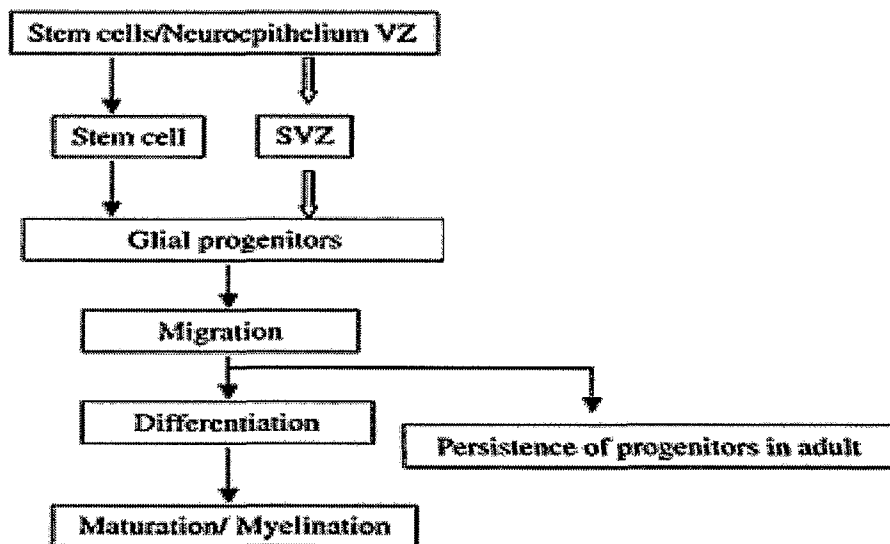 Stem cells/Neuroepithelium VZ
Stem cell
SVZ
Glial progenitors
Migration
Differentiation
Persistence of progenitors in adult
Maturation/ Myelination